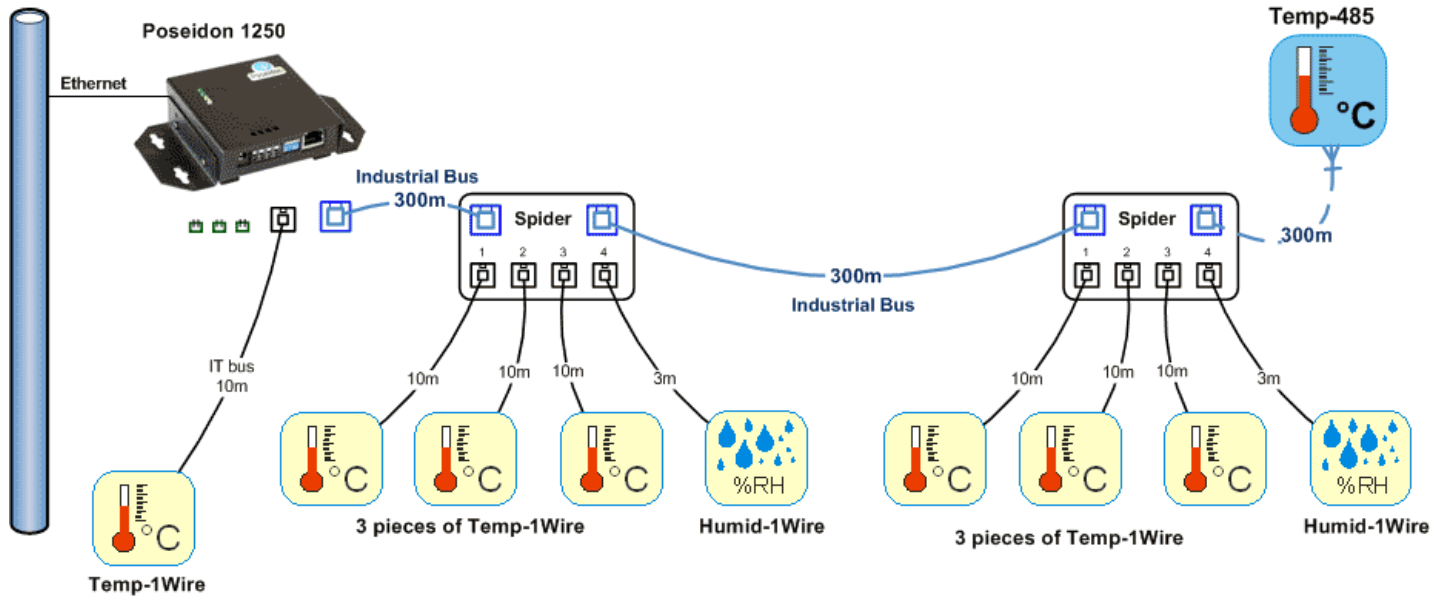 Poseidon 1250
Ethernet
Temp-485
°C
Industrial Bus
300m
Spider
1 2 3 4
300m
Industrial Bus
Spider
1 2 3 4
300m
IT bus
10m
10m
10m
10m
3m
10m
10m
10m
3m
°C
°C
°C
%RH
°C
°C
°C
%RH
3 pieces of Temp-1Wire
Humid-1Wire
3 pieces of Temp-1Wire
Humid-1Wire
°C
Temp-1Wire